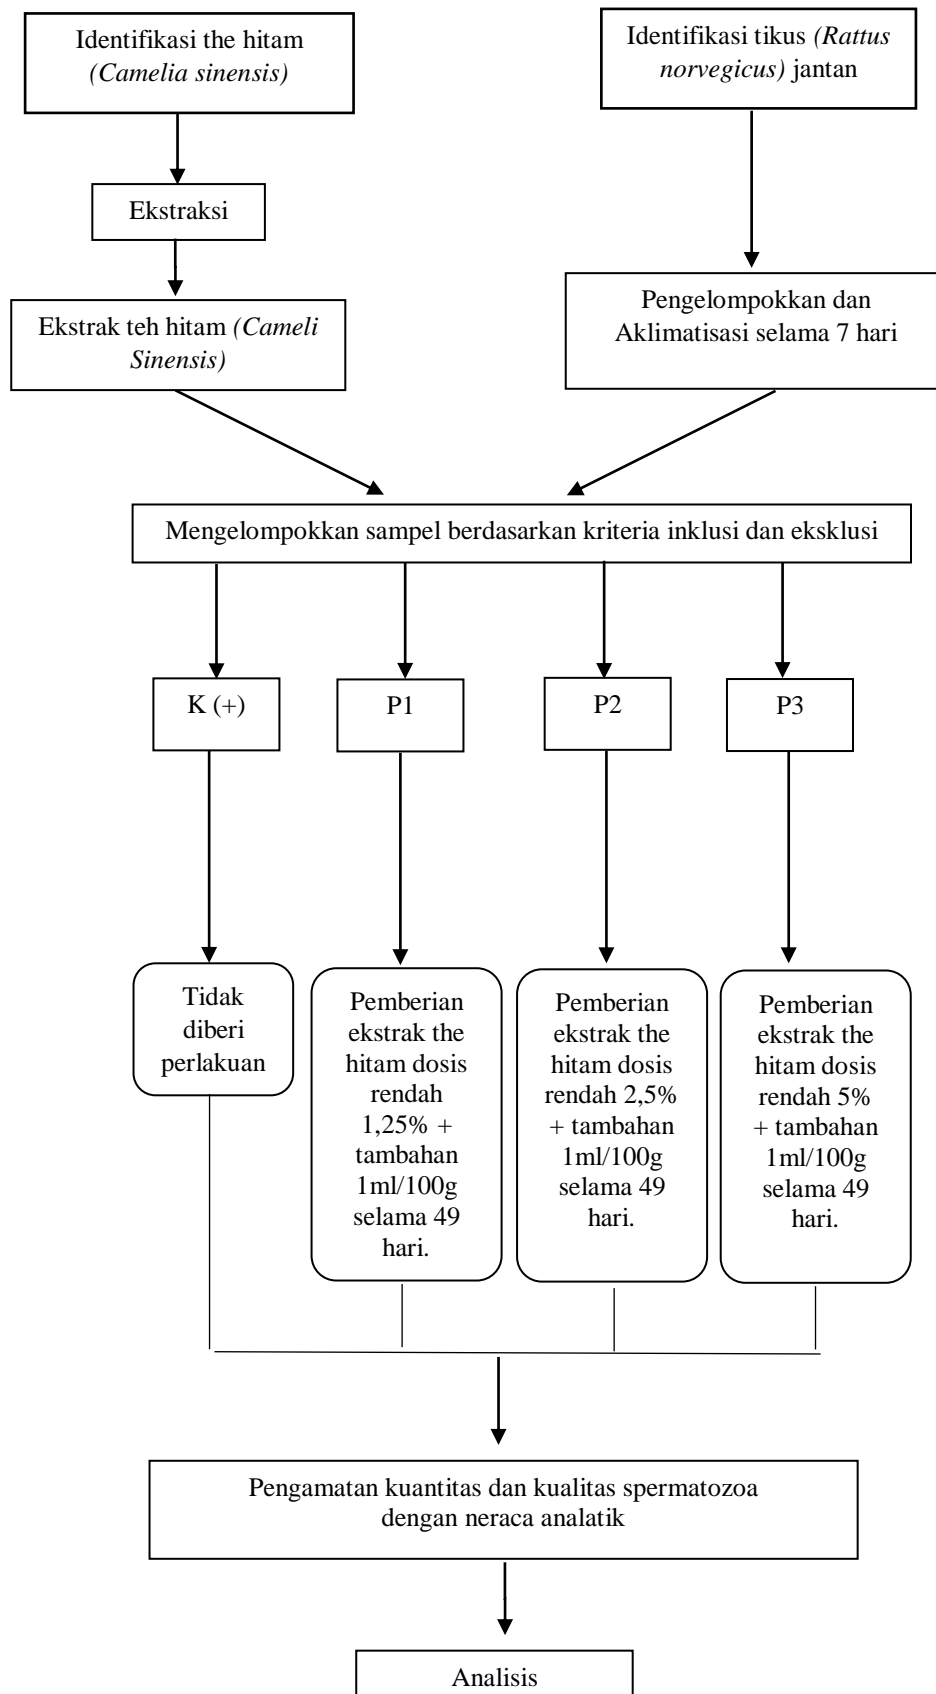 Identifikasi the hitam
(Camelia sinensis)
Identifikasi tikus (Rattus
norvegicus) jantan
Ekstraksi
Ekstrak teh hitam (Cameli
Sinensis)
Pengelompokkan dan
Aklimatisasi selama 7 hari
Mengelompokkan sampel berdasarkan kriteria inklusi dan eksklusi
K (+)
P1
P2
P3
Tidak
diberi
perlakuan
Pemberian
ekstrak the
hitam dosis
rendah
1,25% +
tambahan
1ml/100g
selama 49
hari.
Pemberian
ekstrak the
hitam dosis
rendah 2,5%
+ tambahan
1ml/100g
selama 49
hari.
Pemberian
ekstrak the
hitam dosis
rendah 5%
+ tambahan
1ml/100g
selama 49
hari.
Pengamatan kuantitas dan kualitas spermatozoa
dengan neraca analatik
Analisis